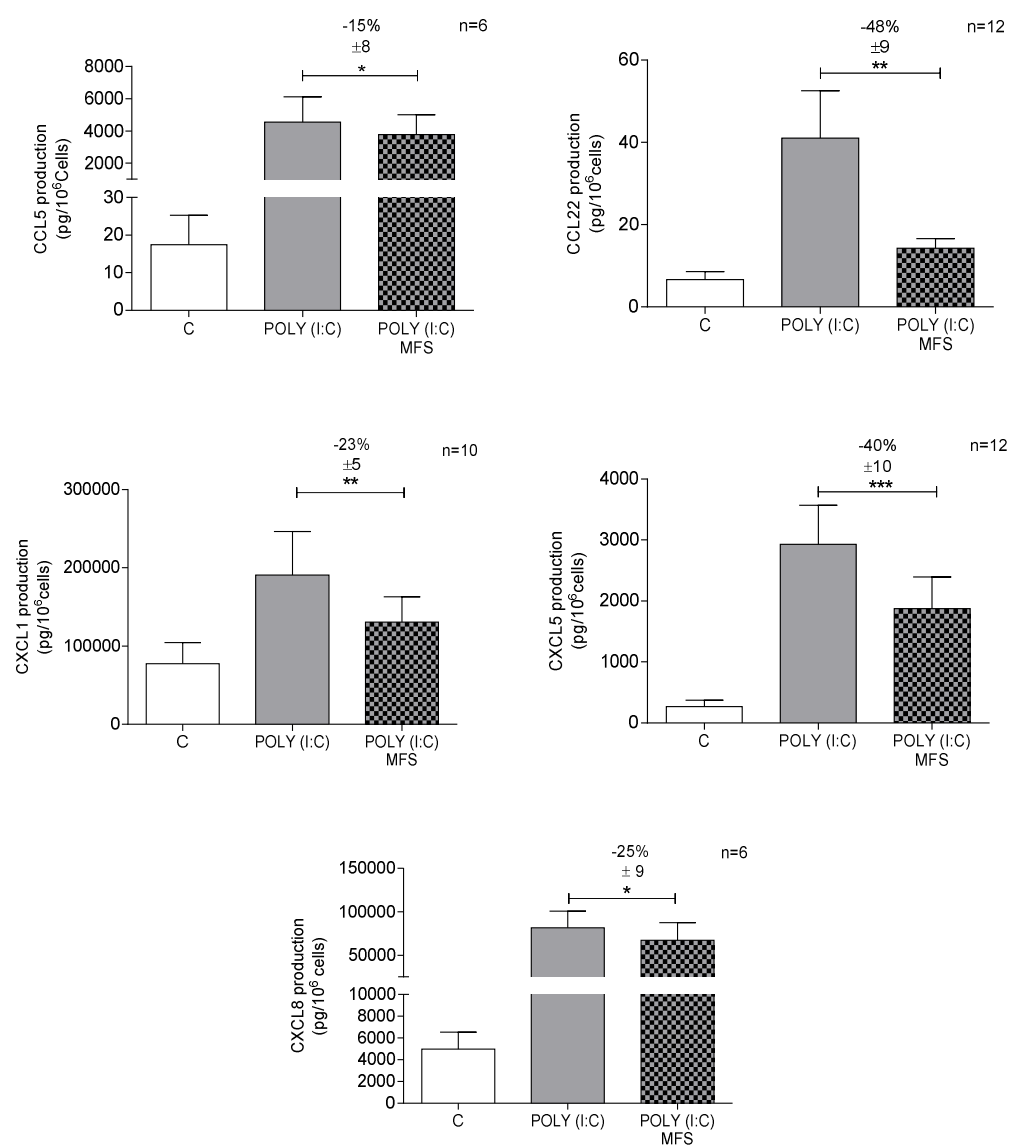 -15%
±8
*
n=6
8000
6000
4000
2000
30
20
10
0
CCL5 production
(pg/10⁶Cells)
C
POLY (I:C)
POLY (I:C)
MFS
-48%
±9
**
n=12
60
40
20
0
CCL22 production
(pg/10⁶cells)
C
POLY (I:C)
POLY (I:C)
MFS
-23%
±5
**
n=10
300000
200000
100000
0
CXCL1 production
(pg/10⁶cells)
C
POLY (I:C)
POLY (I:C)
MFS
-40%
±10
***
n=12
4000
3000
2000
1000
0
CXCL5 production
(pg/10⁶cells)
C
POLY (I:C)
POLY (I:C)
MFS
-25%
± 9
*
n=6
150000
100000
50000
10000
8000
6000
4000
2000
0
CXCL8 production
(pg/10⁶ cells)
C
POLY (I:C)
POLY (I:C)
MFS